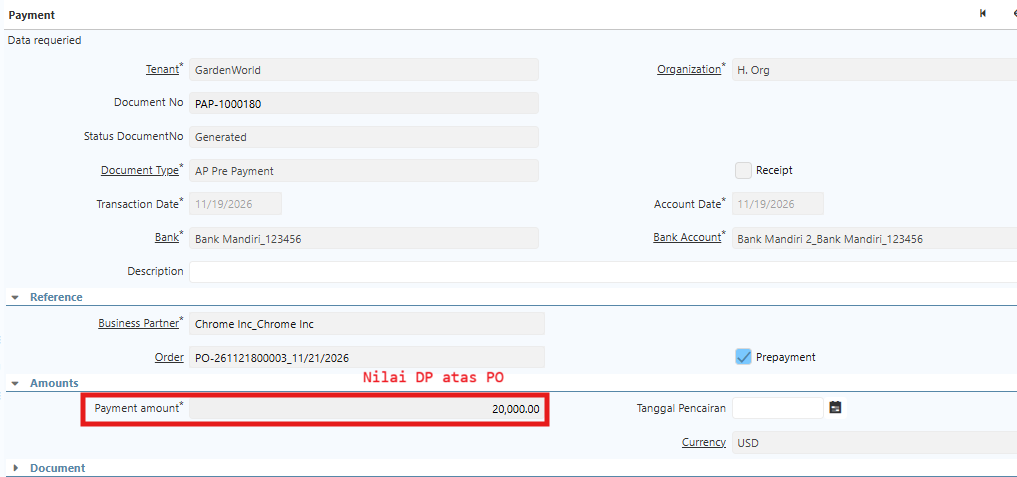 Payment
Data requeried
Tenant* GardenWorld Organization* H. Org
Document No PAP-1000180
Status DocumentNo Generated
Document Type* AP Pre Payment Receipt
Transaction Date* 11/19/2026 Account Date* 11/19/2026
Bank* Bank Mandiri_123456 Bank Account* Bank Mandiri 2_Bank Mandiri_123456
Description
Reference
Business Partner* Chrome Inc_Chrome Inc
Order PO-261121800003_11/21/2026 Prepayment
Nilai DP atas PO
Amounts
Payment amount* 20,000.00 Tanggal Pencairan
Currency USD
Document